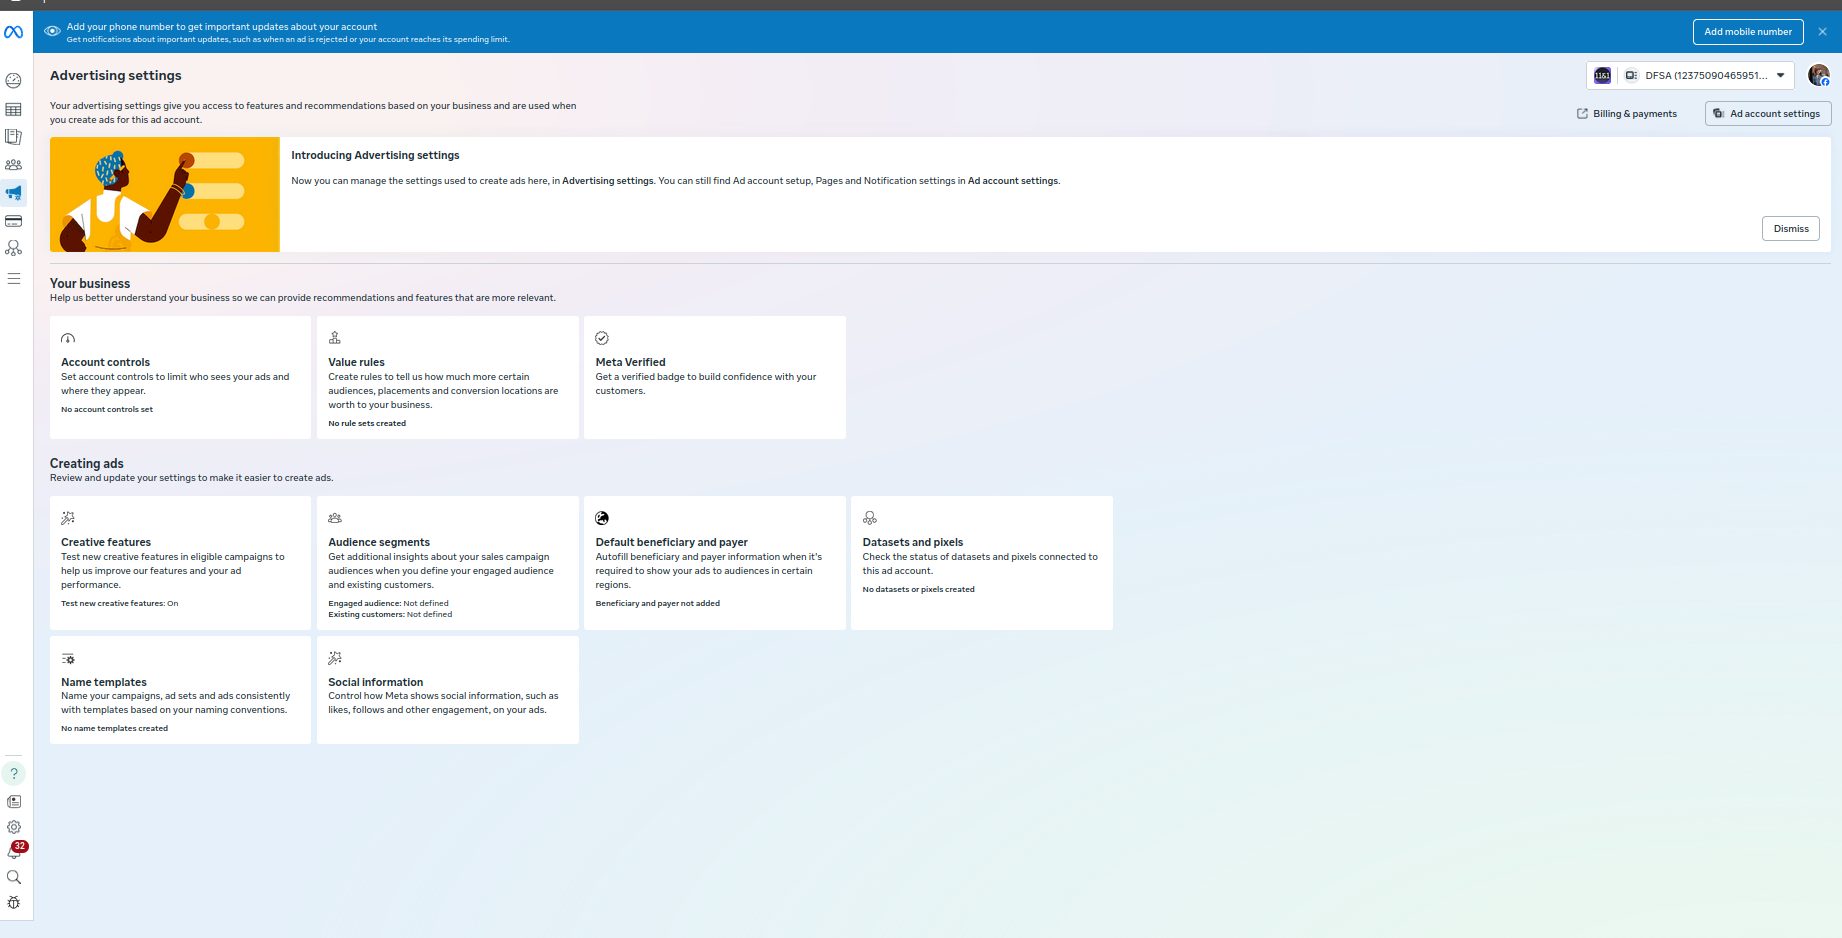 Add your phone number to get important updates about your account
Get notifications about important updates, such as when an ad is rejected or your account reaches its spending limit.
Add mobile number
Advertising settings
11&1
DFSA (12375090465951...
Your advertising settings give you access to features and recommendations based on your business and are used when
you create ads for this ad account.
Billing & payments
Ad account settings
Introducing Advertising settings
Now you can manage the settings used to create ads here, in Advertising settings. You can still find Ad account setup, Pages and Notification settings in Ad account settings.
Dismiss
Your business
Help us better understand your business so we can provide recommendations and features that are more relevant.
Account controls
Set account controls to limit who sees your ads and
where they appear.
No account controls set
Value rules
Create rules to tell us how much more certain
audiences, placements and conversion locations are
worth to your business.
No rule sets created
Meta Verified
Get a verified badge to build confidence with your
customers.
Creating ads
Review and update your settings to make it easier to create ads.
Creative features
Test new creative features in eligible campaigns to
help us improve our features and your ad
performance.
Test new creative features: On
Audience segments
Get additional insights about your sales campaign
audiences when you define your engaged audience
and existing customers.
Engaged audience: Not defined
Existing customers: Not defined
Default beneficiary and payer
Autofill beneficiary and payer information when it's
required to show your ads to audiences in certain
regions.
Beneficiary and payer not added
Datasets and pixels
Check the status of datasets and pixels connected to
this ad account.
No datasets or pixels created
Name templates
Name your campaigns, ad sets and ads consistently
with templates based on your naming conventions.
No name templates created
Social information
Control how Meta shows social information, such as
likes, follows and other engagement, on your ads.
32